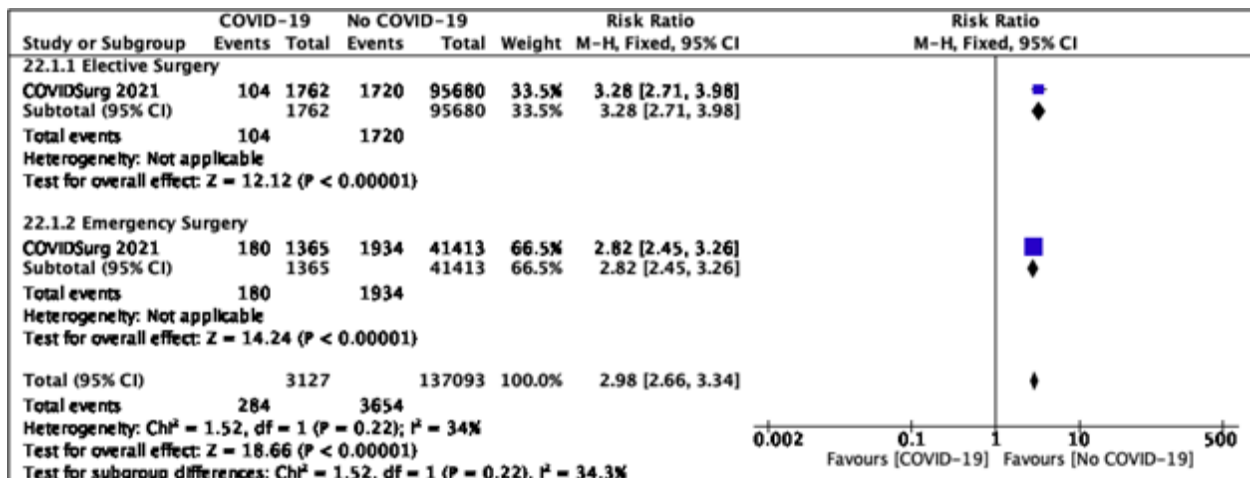 COVID-19 No COVID-19 Risk Ratio Risk Ratio
Study or Subgroup Events Total Events Total Weight M-H, Fixed, 95% CI M-H, Fixed, 95% CI
22.1.1 Elective Surgery
COVIDSurg 2021 104 1762 1720 95680 33.5% 3.28 [2.71, 3.98]
Subtotal (95% CI) 1762 95680 33.5% 3.28 [2.71, 3.98]
Total events 104 1720
Heterogeneity: Not applicable
Test for overall effect: Z = 12.12 (P < 0.00001)
22.1.2 Emergency Surgery
COVIDSurg 2021 180 1365 1934 41413 66.5% 2.82 [2.45, 3.26]
Subtotal (95% CI) 1365 41413 66.5% 2.82 [2.45, 3.26]
Total events 180 1934
Heterogeneity: Not applicable
Test for overall effect: Z = 14.24 (P < 0.00001)
Total (95% CI) 3127 137093 100.0% 2.98 [2.66, 3.34]
Total events 284 3654
Heterogeneity: Chi² = 1.52, df = 1 (P = 0.22); I² = 34%
Test for overall effect: Z = 18.66 (P < 0.00001)
Test for subgroup differences: Chi² = 1.52, df = 1 (P = 0.22), I² = 34.3%
0.002 0.1 1 10 500
Favours [COVID-19] Favours [No COVID-19]